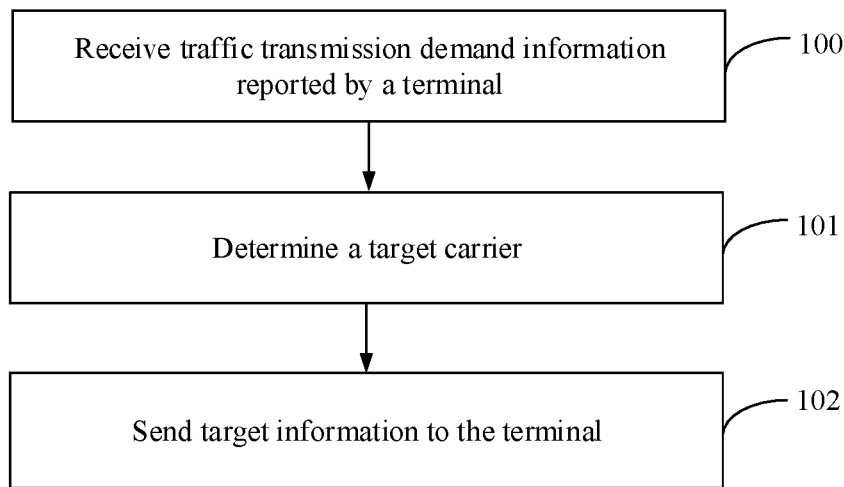 Receive traffic transmission demand information
reported by a terminal
100
Determine a target carrier
101
Send target information to the terminal
102